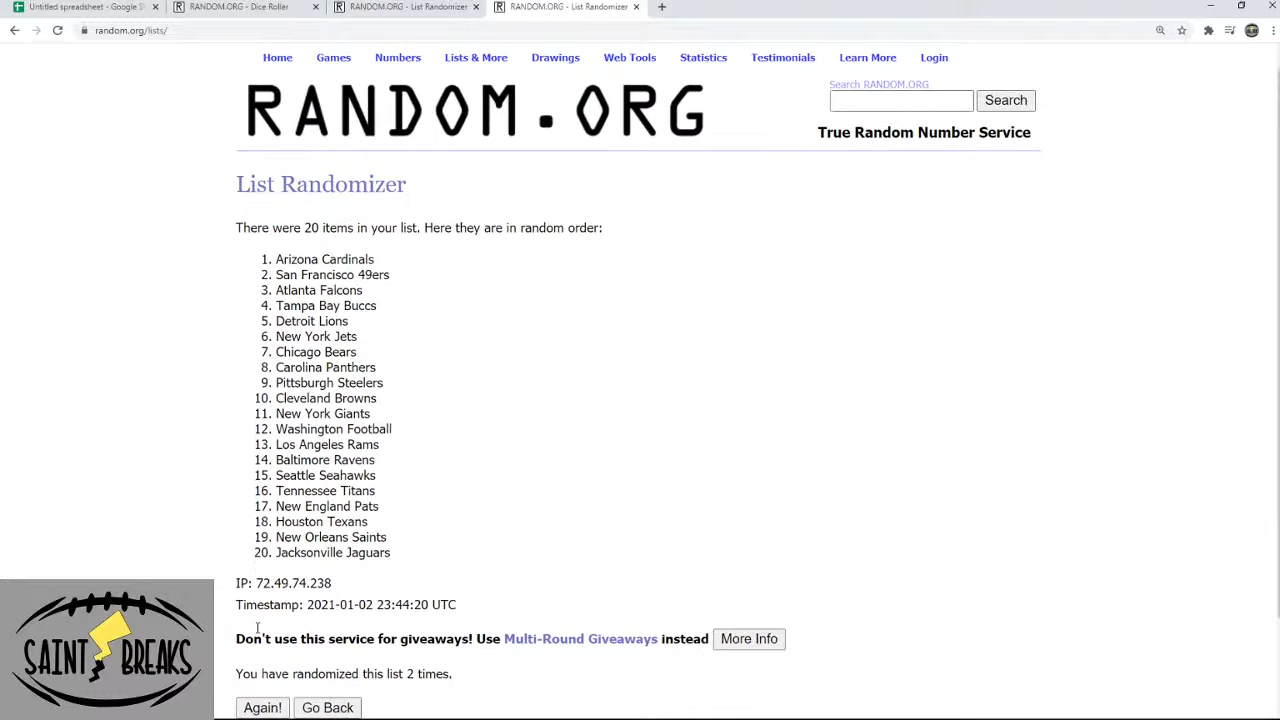 Untitled spreadsheet - Google S
RANDOM.ORG - Dice Roller
RANDOM.ORG - List Randomizer
RANDOM.ORG - List Randomizer
random.org/lists/
Home Games Numbers Lists & More Drawings Web Tools Statistics Testimonials Learn More Login
RANDOM.ORG
Search RANDOM.ORG
Search
True Random Number Service
List Randomizer
There were 20 items in your list. Here they are in random order:
1. Arizona Cardinals
2. San Francisco 49ers
3. Atlanta Falcons
4. Tampa Bay Buccs
5. Detroit Lions
6. New York Jets
7. Chicago Bears
8. Carolina Panthers
9. Pittsburgh Steelers
10. Cleveland Browns
11. New York Giants
12. Washington Football
13. Los Angeles Rams
14. Baltimore Ravens
15. Seattle Seahawks
16. Tennessee Titans
17. New England Pats
18. Houston Texans
19. New Orleans Saints
20. Jacksonville Jaguars
IP: 72.49.74.238
Timestamp: 2021-01-02 23:44:20 UTC
Don't use this service for giveaways! Use Multi-Round Giveaways instead More Info
You have randomized this list 2 times.
Again! Go Back
SAINT BREAKS